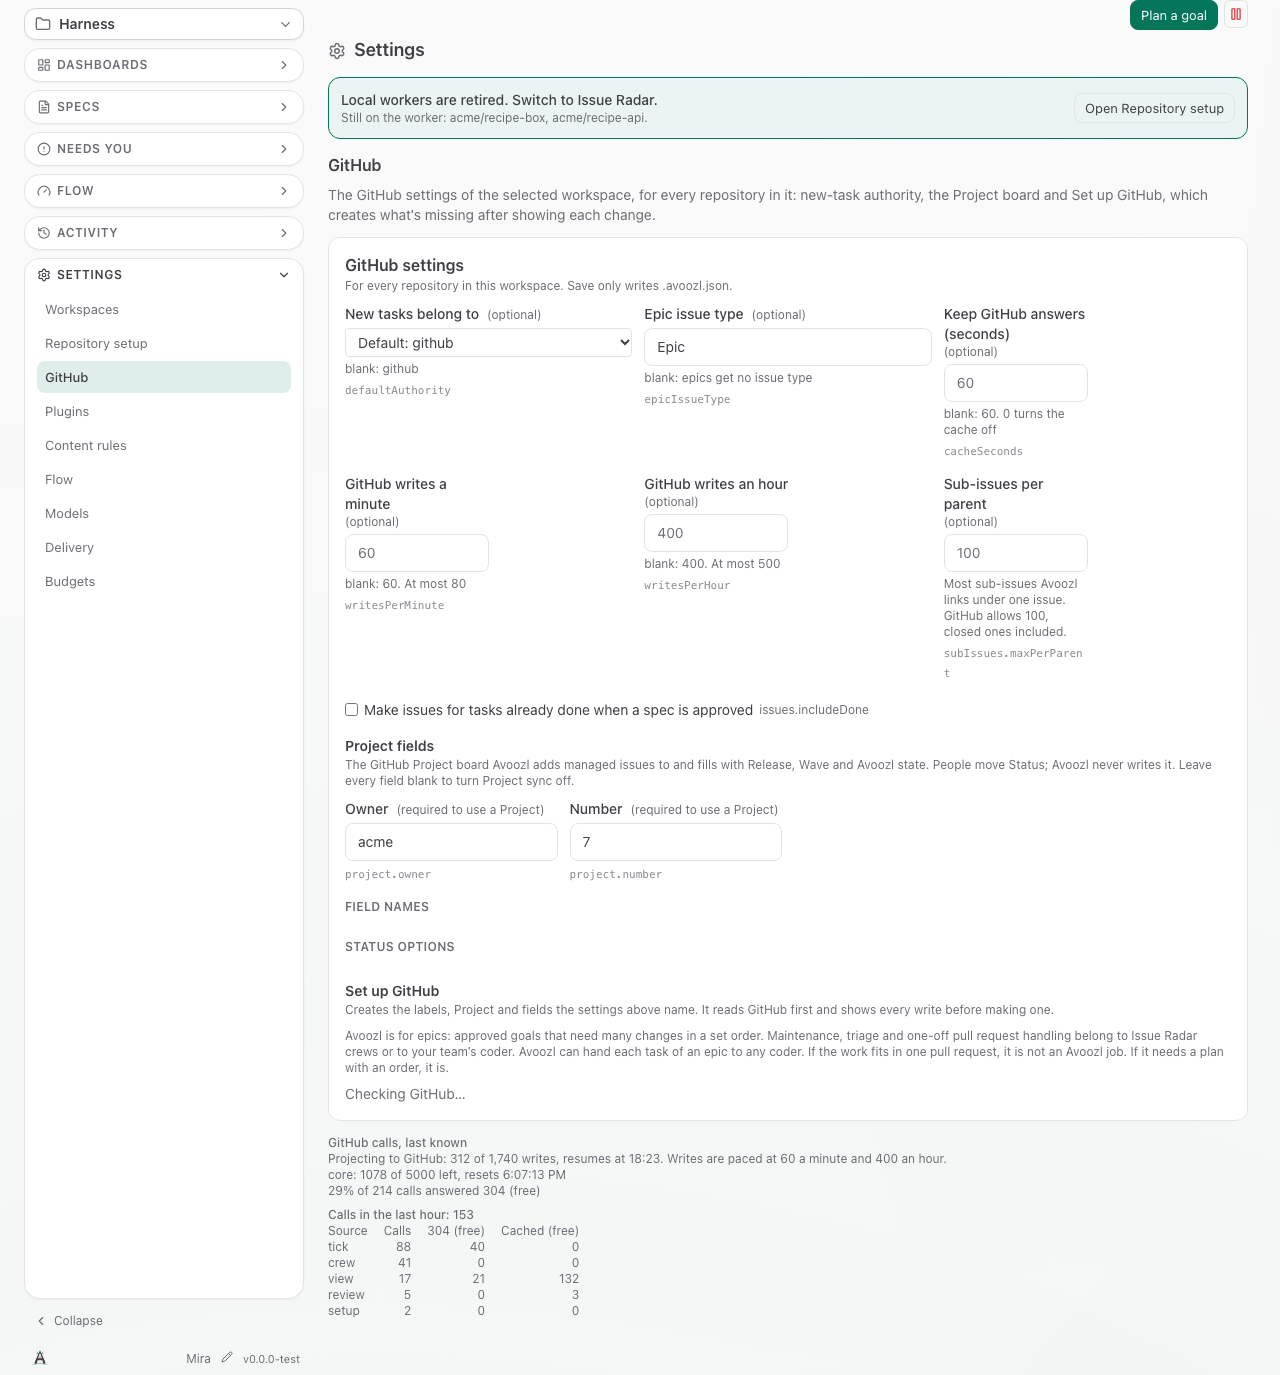 Harness
DASHBOARDS
SPECS
NEEDS YOU
FLOW
ACTIVITY
SETTINGS
Workspaces
Repository setup
GitHub
Plugins
Content rules
Flow
Models
Delivery
Budgets
Collapse
Mira v0.0.0-test
Plan a goal
Settings
Local workers are retired. Switch to Issue Radar.
Still on the worker: acme/recipe-box, acme/recipe-api.
Open Repository setup
GitHub
The GitHub settings of the selected workspace, for every repository in it: new-task authority, the Project board and Set up GitHub, which
creates what's missing after showing each change.
GitHub settings
For every repository in this workspace. Save only writes .avoozl.json.
New tasks belong to (optional)
Default: github
blank: github
defaultAuthority
Epic issue type (optional)
Epic
blank: epics get no issue type
epicIssueType
Keep GitHub answers
(seconds)
(optional)
60
blank: 60. 0 turns the
cache off
cacheSeconds
GitHub writes a
minute
(optional)
60
blank: 60. At most 80
writesPerMinute
GitHub writes an hour
(optional)
400
blank: 400. At most 500
writesPerHour
Sub-issues per
parent
(optional)
100
Most sub-issues Avoozl
links under one issue.
GitHub allows 100,
closed ones included.
subIssues.maxPerParen
t
Make issues for tasks already done when a spec is approved issues.includeDone
Project fields
The GitHub Project board Avoozl adds managed issues to and fills with Release, Wave and Avoozl state. People move Status; Avoozl never writes it. Leave
every field blank to turn Project sync off.
Owner (required to use a Project)
acme
project.owner
Number (required to use a Project)
7
project.number
FIELD NAMES
STATUS OPTIONS
Set up GitHub
Creates the labels, Project and fields the settings above name. It reads GitHub first and shows every write before making one.
Avoozl is for epics: approved goals that need many changes in a set order. Maintenance, triage and one-off pull request handling belong to Issue Radar
crews or to your team's coder. Avoozl can hand each task of an epic to any coder. If the work fits in one pull request, it is not an Avoozl job. If it needs a plan
with an order, it is.
Checking GitHub…
GitHub calls, last known
Projecting to GitHub: 312 of 1,740 writes, resumes at 18:23. Writes are paced at 60 a minute and 400 an hour.
core: 1078 of 5000 left, resets 6:07:13 PM
29% of 214 calls answered 304 (free)
Calls in the last hour: 153
Source Calls 304 (free) Cached (free)
tick 88 40 0
crew 41 0 0
view 17 21 132
review 5 0 3
setup 2 0 0